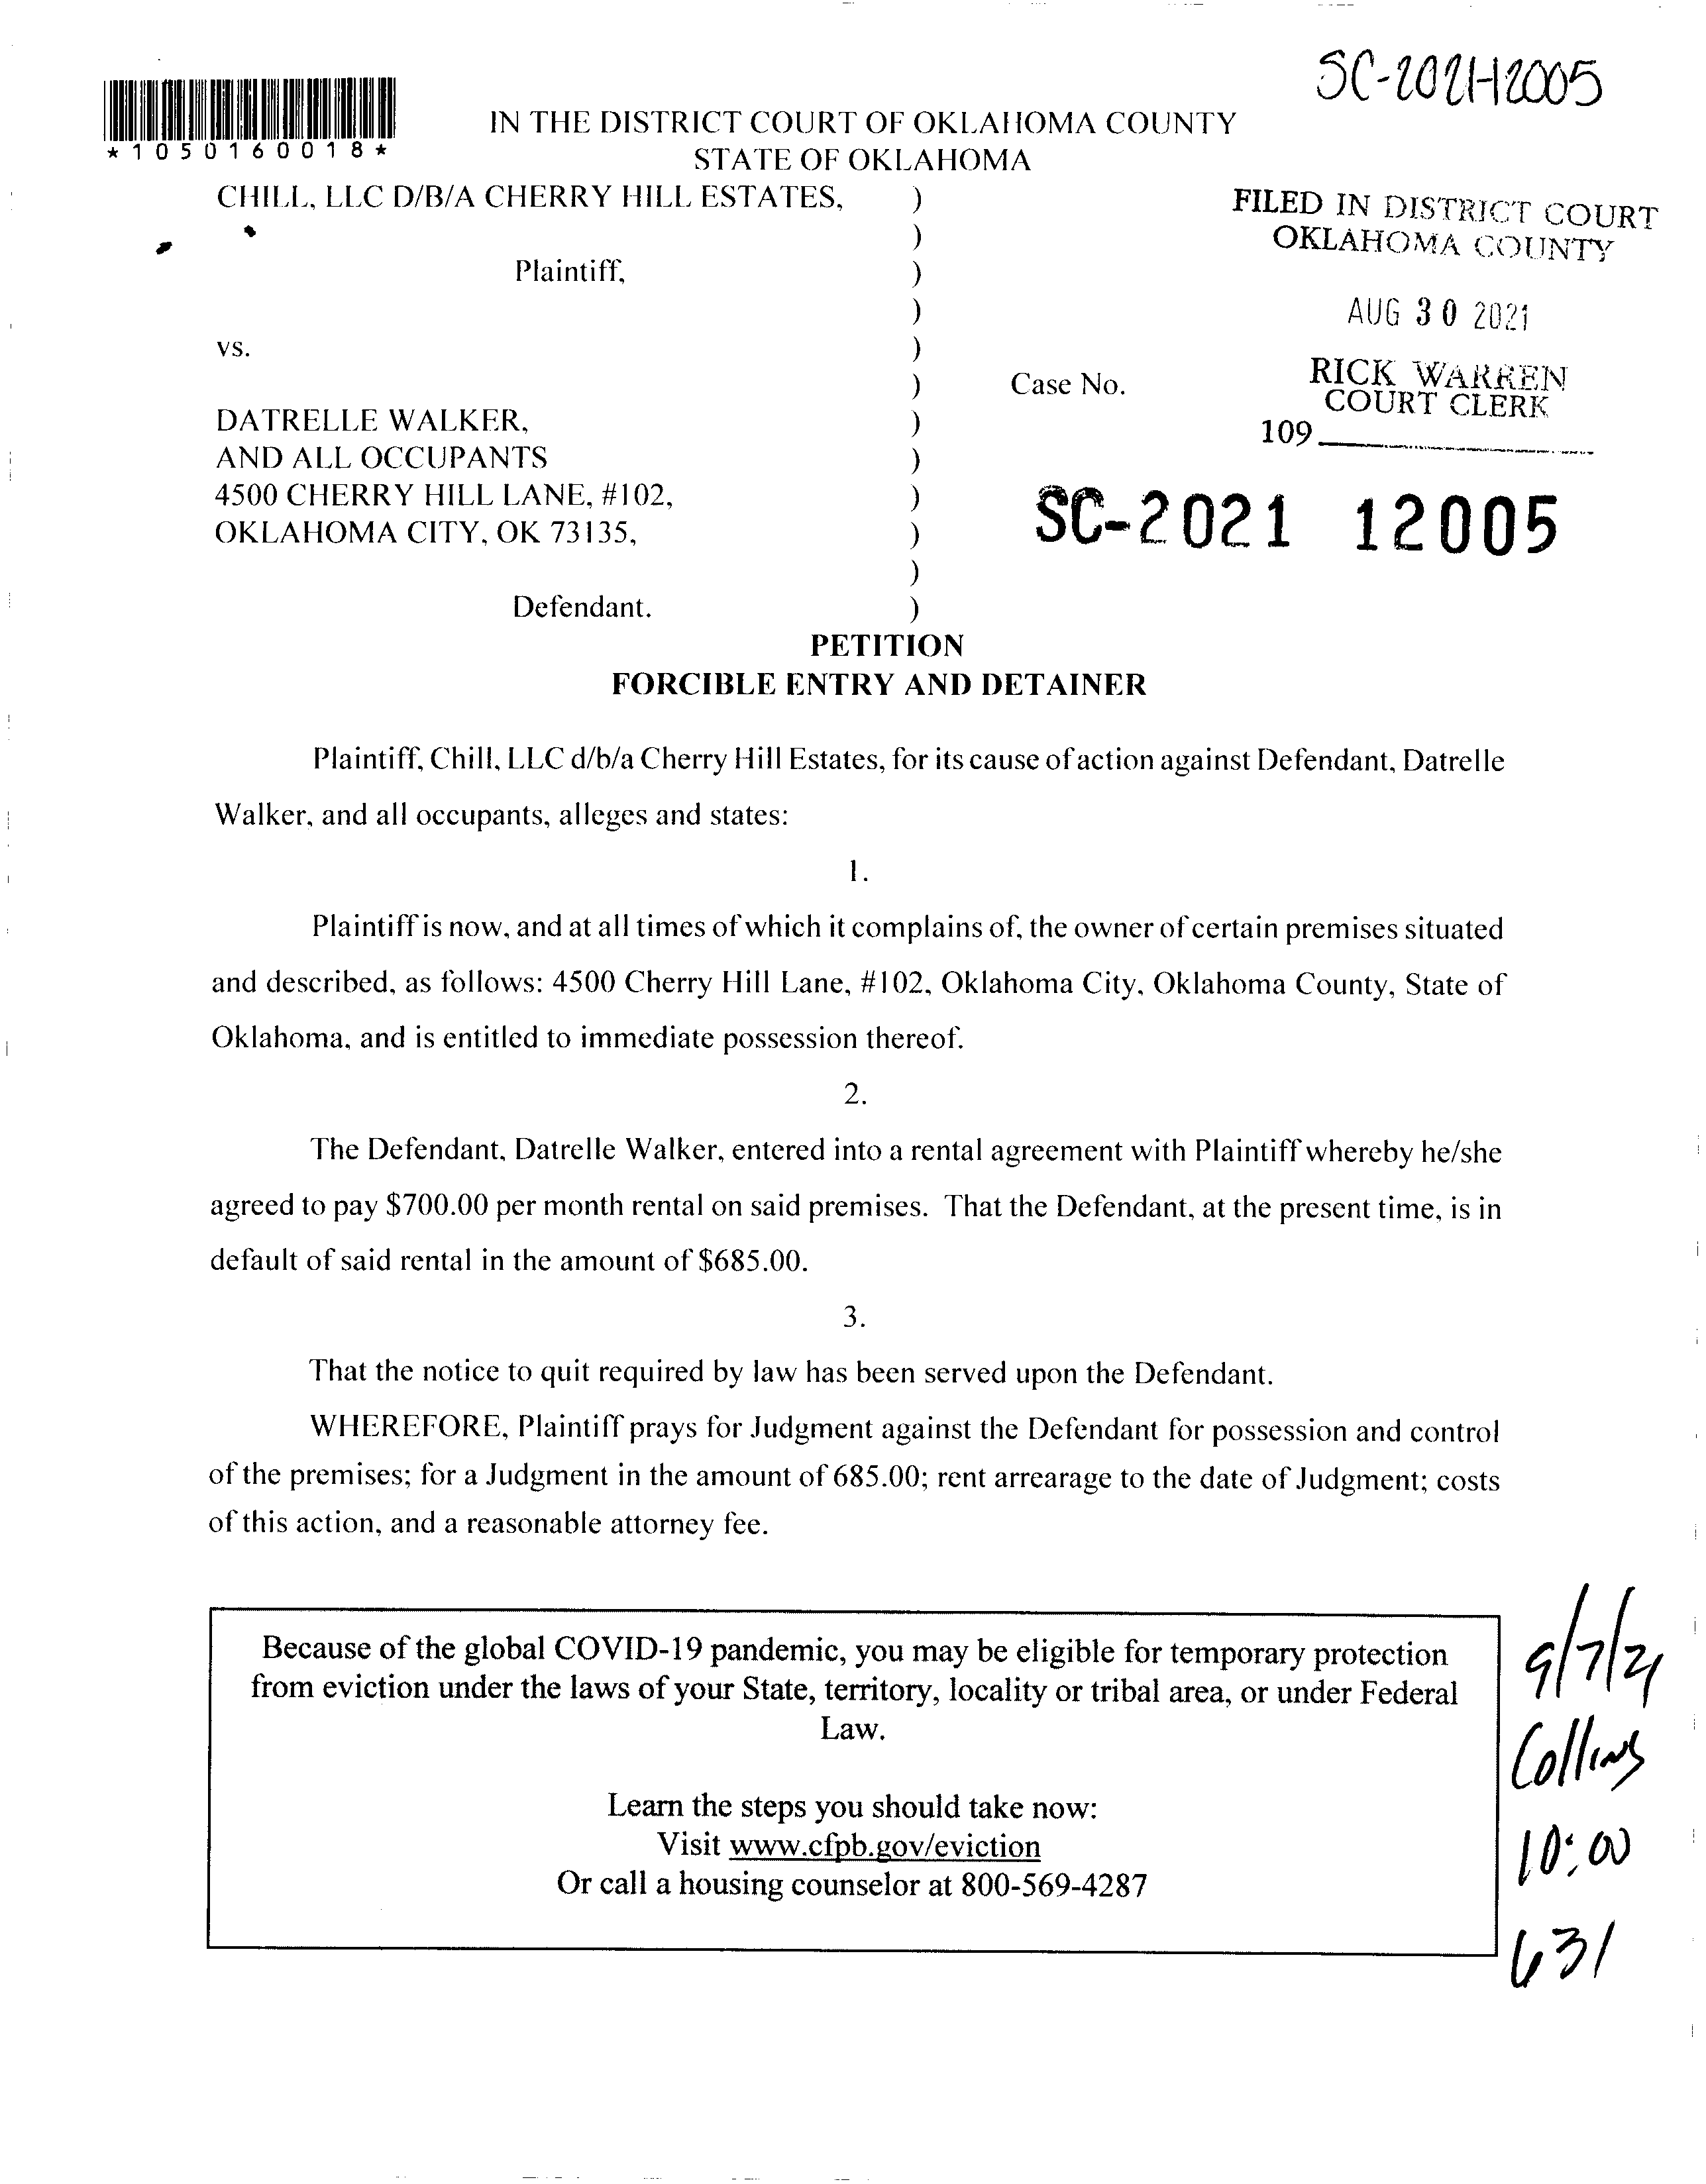 SC-2021-12005
*1050160018*
IN THE DISTRICT COURT OF OKLAHOMA COUNTY
STATE OF OKLAHOMA
CHILL, LLC D/B/A CHERRY HILL ESTATES, )
)
Plaintiff, )
)
vs. )
)
DATRELLE WALKER, )
AND ALL OCCUPANTS )
4500 CHERRY HILL LANE, #102, )
OKLAHOMA CITY, OK 73135, )
)
Defendant. )
FILED IN DISTRICT COURT
OKLAHOMA COUNTY
AUG 30 2021
RICK WARREN
COURT CLERK
109
Case No.
SC-2021 12005
PETITION
FORCIBLE ENTRY AND DETAINER
Plaintiff, Chill, LLC d/b/a Cherry Hill Estates, for its cause of action against Defendant, Datrelle
Walker, and all occupants, alleges and states:
1.
Plaintiff is now, and at all times of which it complains of, the owner of certain premises situated
and described, as follows: 4500 Cherry Hill Lane, #102, Oklahoma City, Oklahoma County, State of
Oklahoma, and is entitled to immediate possession thereof.
2.
The Defendant, Datrelle Walker, entered into a rental agreement with Plaintiff whereby he/she
agreed to pay $700.00 per month rental on said premises. That the Defendant, at the present time, is in
default of said rental in the amount of $685.00.
3.
That the notice to quit required by law has been served upon the Defendant.
WHEREFORE, Plaintiff prays for Judgment against the Defendant for possession and control
of the premises; for a Judgment in the amount of 685.00; rent arrearage to the date of Judgment; costs
of this action, and a reasonable attorney fee.
Because of the global COVID-19 pandemic, you may be eligible for temporary protection
from eviction under the laws of your State, territory, locality or tribal area, or under Federal
Law.
Learn the steps you should take now:
Visit www.cfpb.gov/eviction
Or call a housing counselor at 800-569-4287
9/7/21
Collins
10:00
631